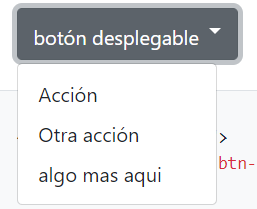 botón desplegable
Acción
Otra acción
>
algo mas aqui
btn-